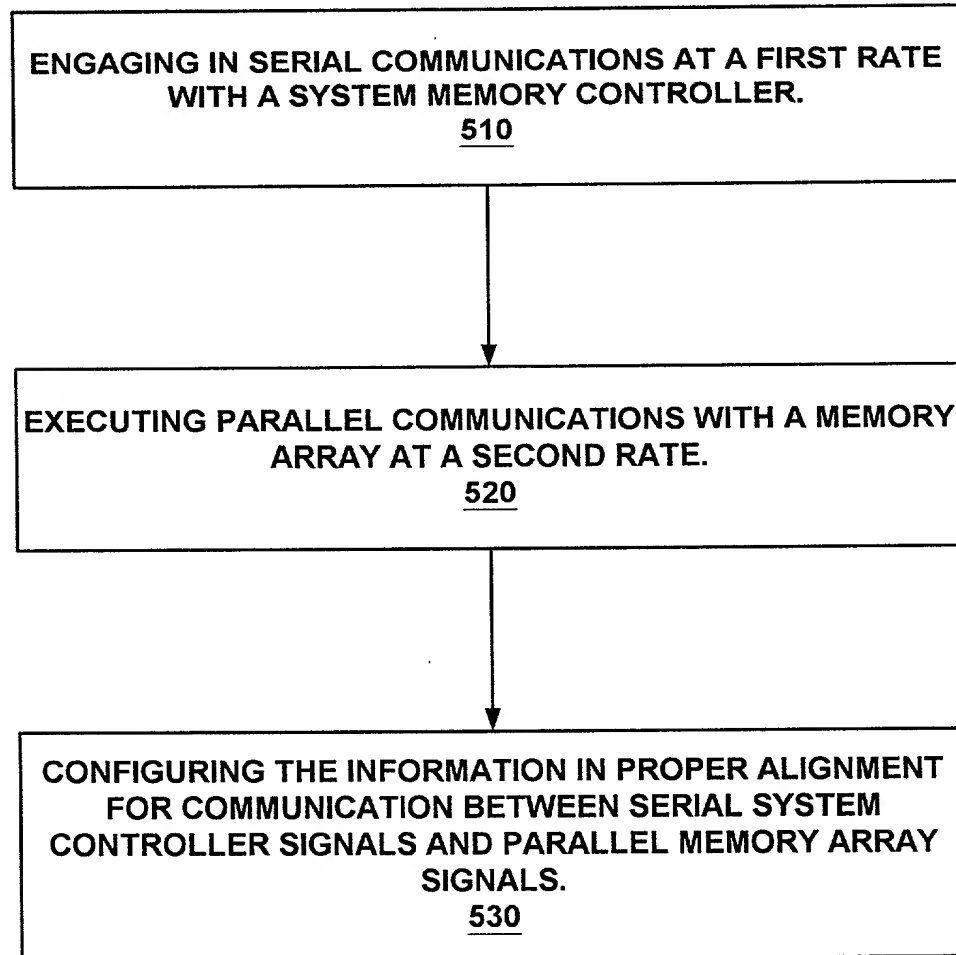 ENGAGING IN SERIAL COMMUNICATIONS AT A FIRST RATE
WITH A SYSTEM MEMORY CONTROLLER.
510
EXECUTING PARALLEL COMMUNICATIONS WITH A MEMORY
ARRAY AT A SECOND RATE.
520
CONFIGURING THE INFORMATION IN PROPER ALIGNMENT
FOR COMMUNICATION BETWEEN SERIAL SYSTEM
CONTROLLER SIGNALS AND PARALLEL MEMORY ARRAY
SIGNALS.
530